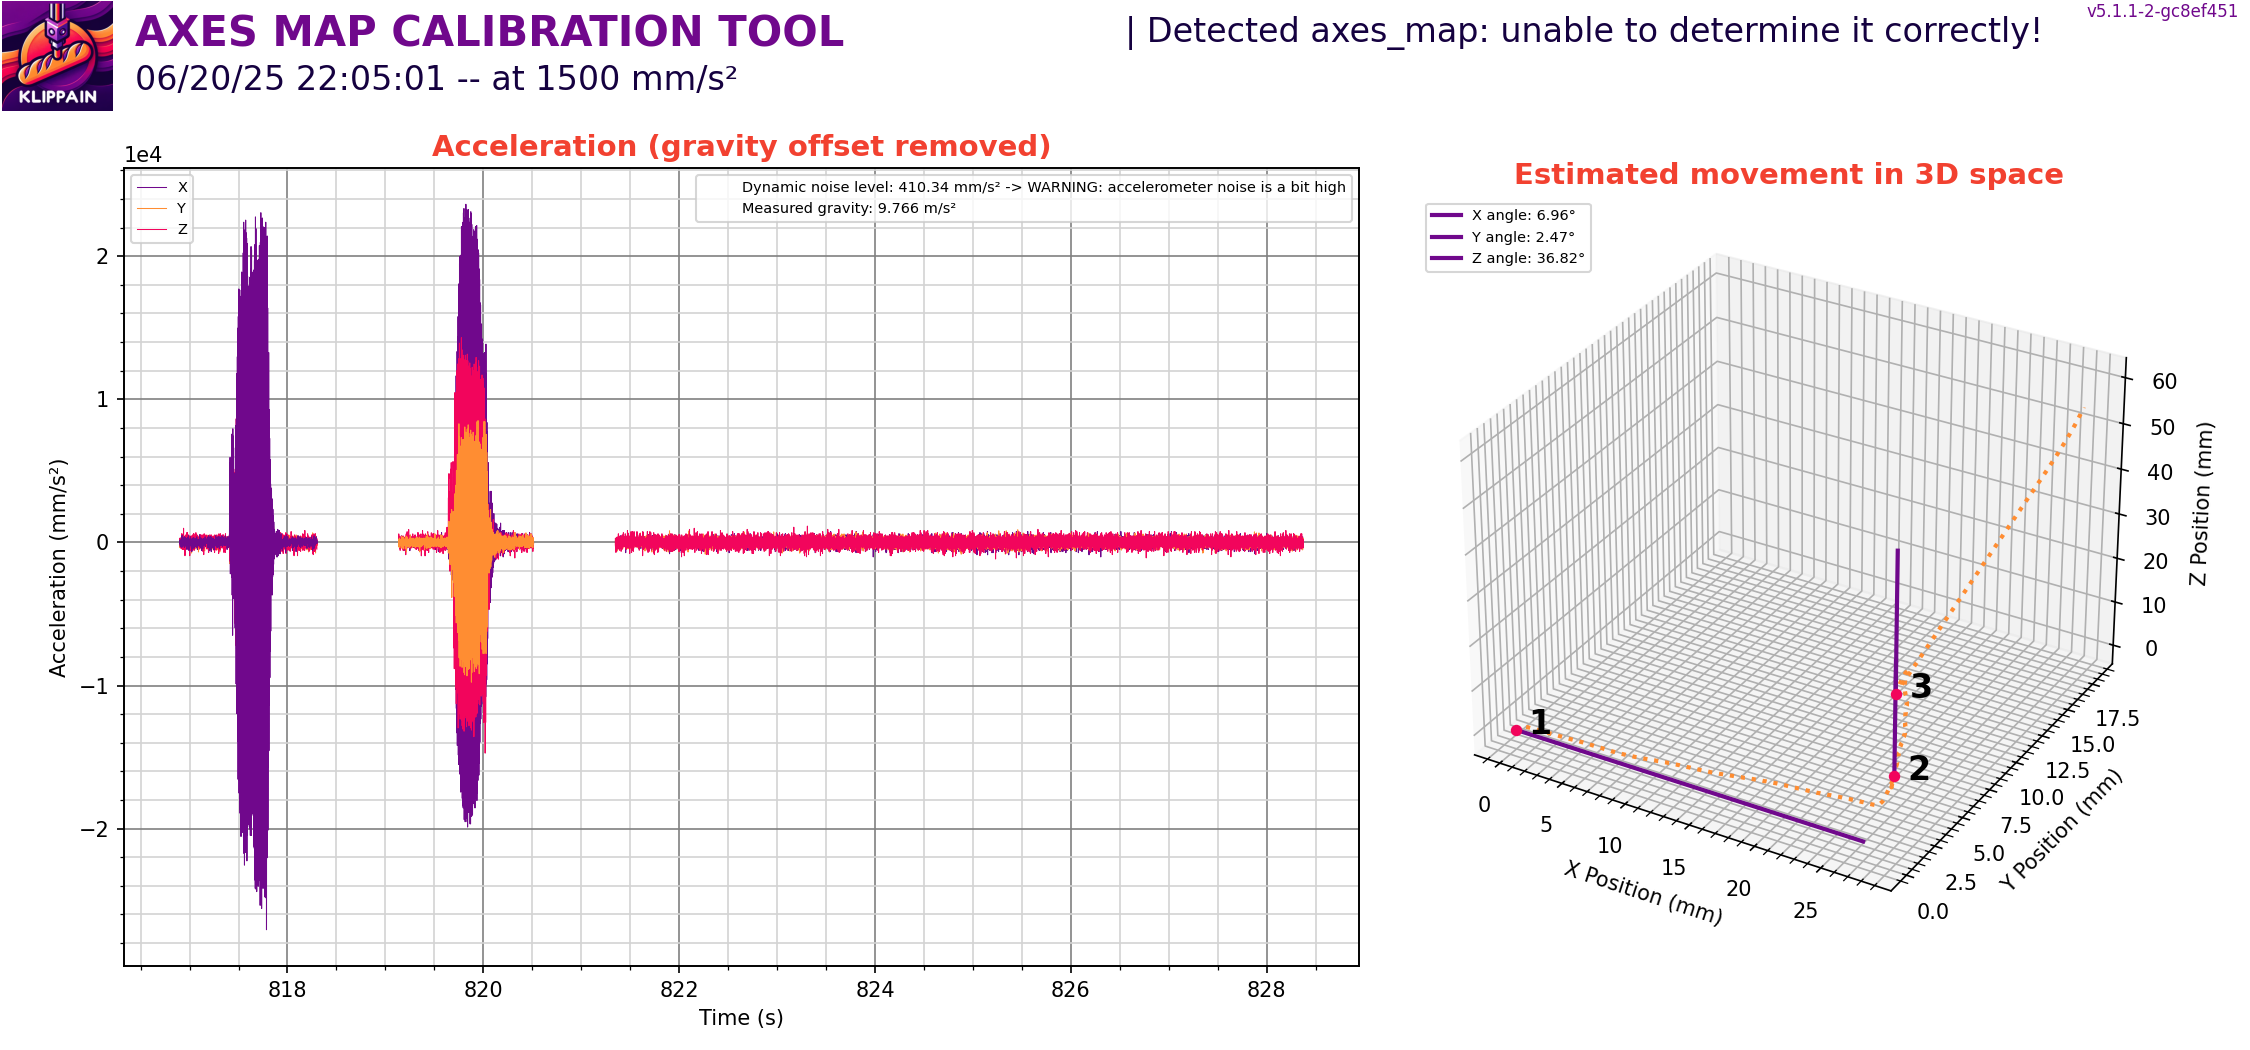 AXES MAP CALIBRATION TOOL
| Detected axes_map: unable to determine it correctly!
v5.1.1-2-gc8ef451
06/20/25 22:05:01 -- at 1500 mm/s²
KLIPPAIN
Acceleration (gravity offset removed)
1e4
X
Y
Z
Dynamic noise level: 410.34 mm/s² -> WARNING: accelerometer noise is a bit high
Measured gravity: 9.766 m/s²
2
1
0
−1
−2
Acceleration (mm/s²)
818
820
822
824
826
828
Time (s)
Estimated movement in 3D space
X angle: 6.96°
Y angle: 2.47°
Z angle: 36.82°
1
2
3
0
5
10
15
20
25
X Position (mm)
0.0
2.5
5.0
7.5
10.0
12.5
15.0
17.5
Y Position (mm)
0
10
20
30
40
50
60
Z Position (mm)